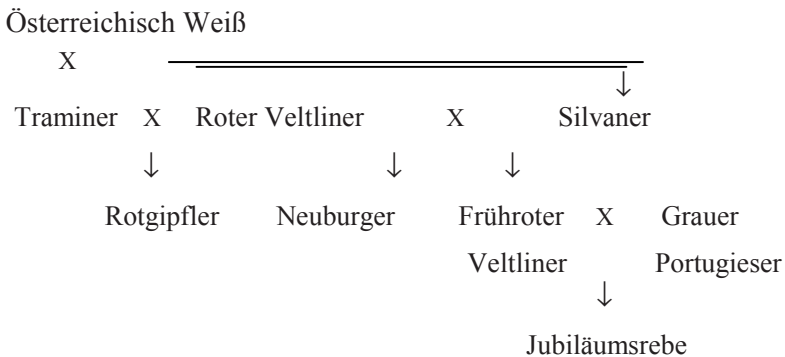 Österreichisch Weiß
X
Traminer X Roter Veltliner X Silvaner
Rotgipfler Neuburger Frühroter X Grauer
Veltliner Portugieser
Jubiläumsrebe